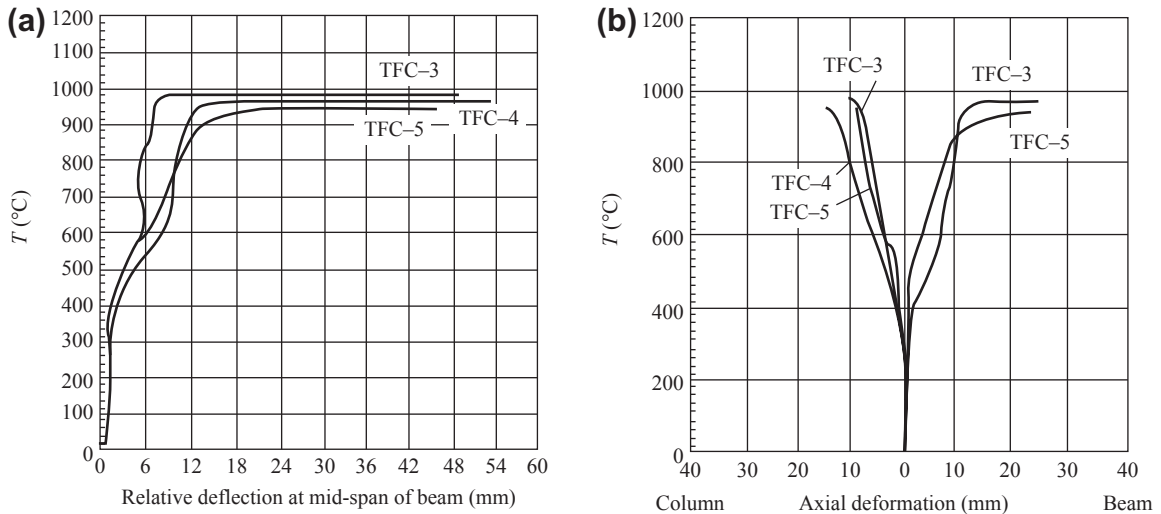 (a)
1200
1100
1000
900
800
700
600
500
400
300
200
100
0
T (°C)
TFC–3
TFC–4
TFC–5
0 6 12 18 24 30 36 42 48 54 60
Relative deflection at mid-span of beam (mm)
(b)
1200
1000
800
600
400
200
0
T (°C)
TFC–3
TFC–3
TFC–5
TFC–4
TFC–5
40 30 20 10 0 10 20 30 40
Column Axial deformation (mm) Beam